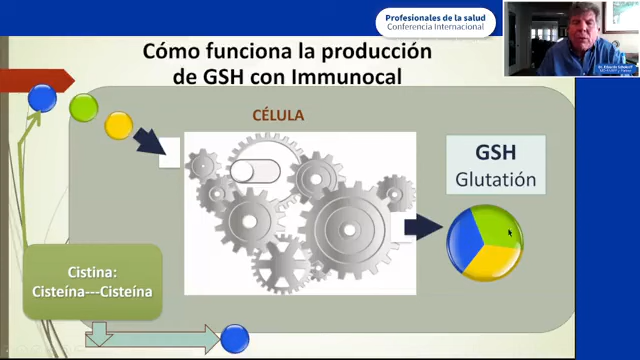 Profesionales de la salud
Conferencia Internacional
Cómo funciona la producción
de GSH con Immunocal
CÉLULA
GSH
Glutatión
Cistina:
Cisteína---Cisteína